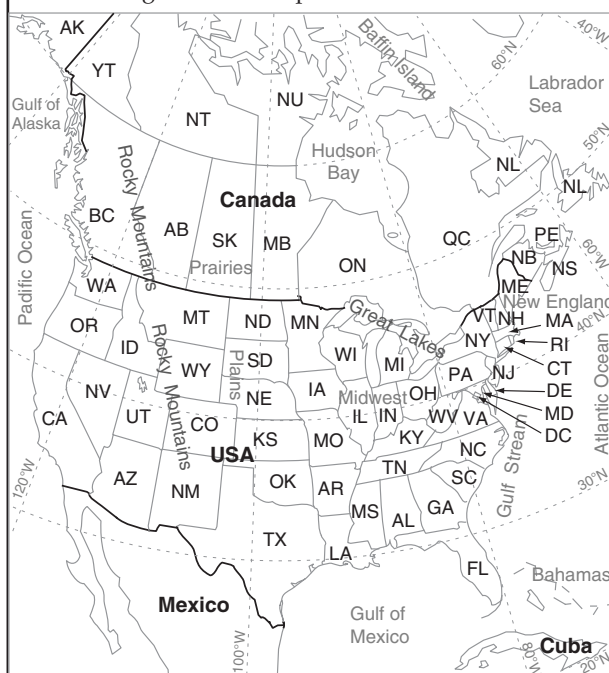 AK
YT
NT
NU
Baffin Island
60°N
40°W
Labrador
Sea
50°N
Gulf of
Alaska
Hudson
Bay
NL
NL
Rocky Mountains
Canada
BC
AB
SK
MB
ON
QC
PE
NB
NS
60°W
Prairies
Padific Ocean
WA
MT
ND
MN
Great Lakes
ME
New England
VT
NH
MA
40°N
OR
ID
Rocky Mountains
WY
SD
Plains
WI
MI
NY
RI
CT
PA
NJ
DE
MD
DC
Atlantic Ocean
NV
UT
CO
NE
IA
Midwest
IL
IN
OH
WV
VA
CA
USA
KS
MO
KY
NC
Gulf Stream
120°W
AZ
NM
OK
AR
TN
SC
30°N
TX
MS
AL
GA
LA
FL
Bahamas
Mexico
Gulf of
Mexico
100°W
Cuba
80°W
20°N